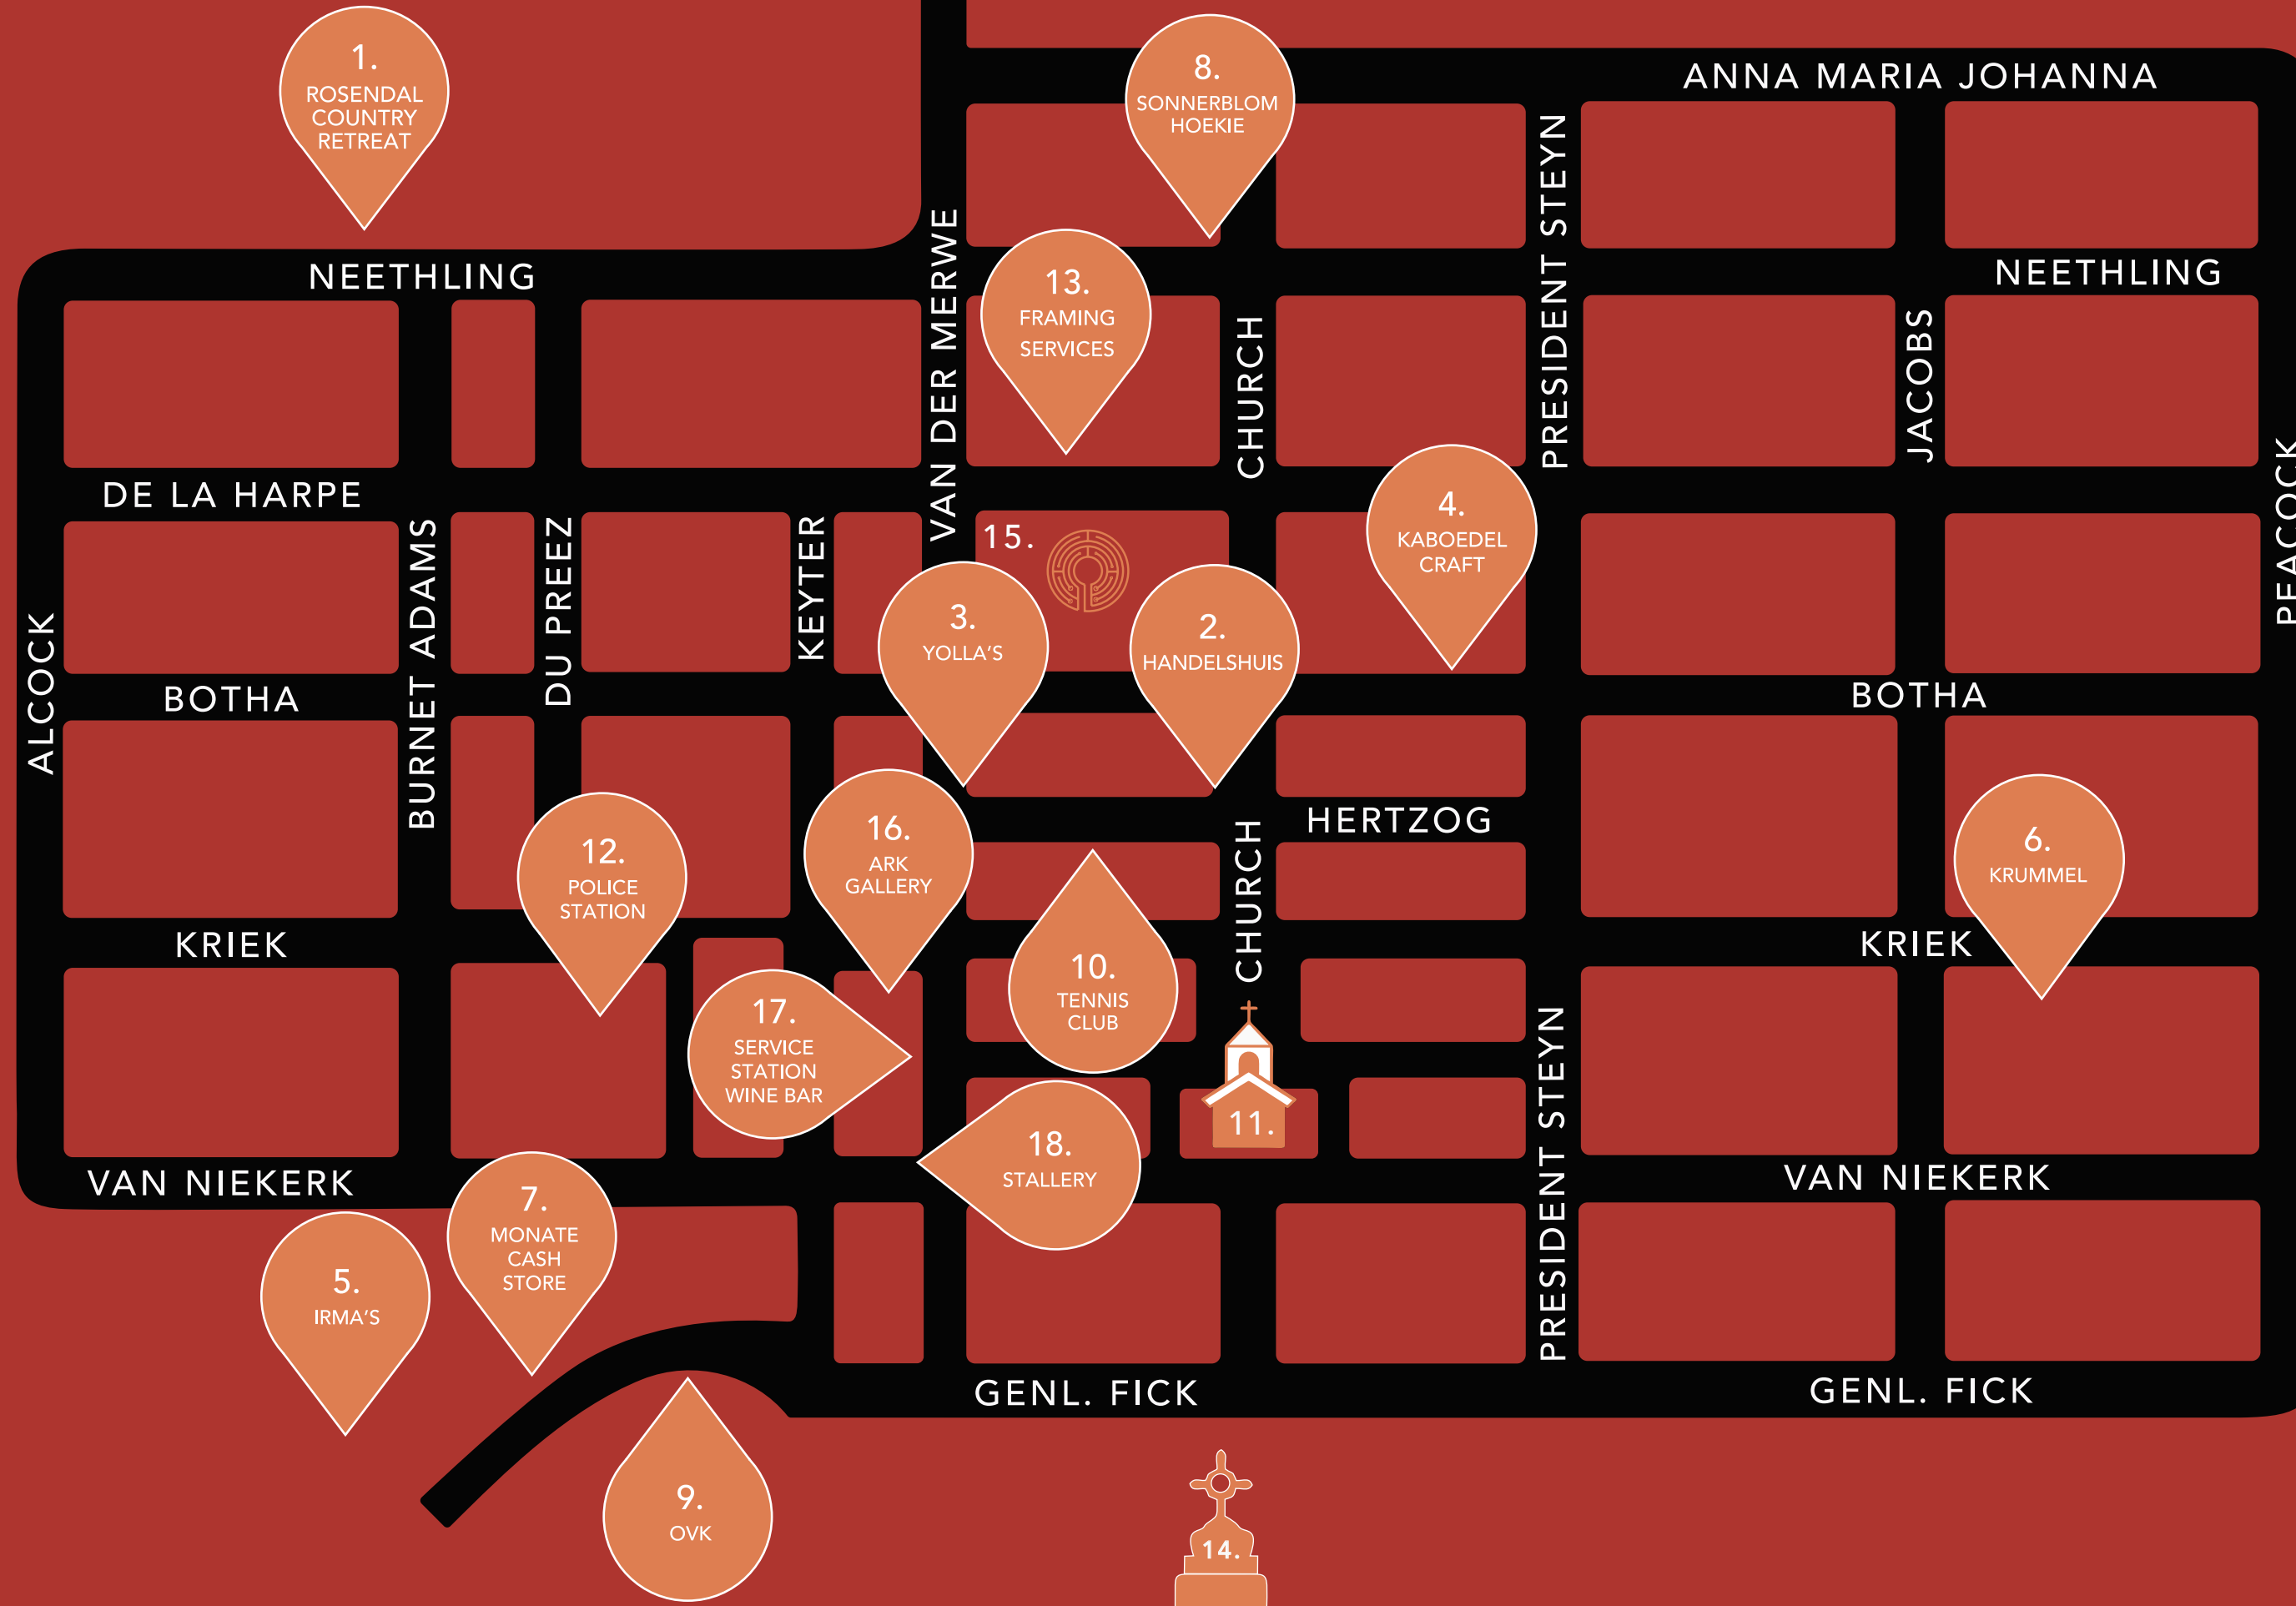 1.
ROSENDAL
COUNTRY
RETREAT
8.
SONNERBLOM
HOEKIE
ANNA MARIA JOHANNA
NEETHLING
VAN DER MERWE
13.
FRAMING
SERVICES
CHURCH
PRESIDENT STEYN
NEETHLING
JACOBS
PEACOCK
DE LA HARPE
ALCOCK
BURNET ADAMS
DU PREEZ
KEYTER
15.
4.
KABOEDEL
CRAFT
3.
YOLLA'S
2.
HANDELSHUIS
BOTHA
BOTHA
12.
POLICE
STATION
16.
ARK
GALLERY
HERTZOG
CHURCH
6.
KRUMMEL
KRIEK
KRIEK
10.
TENNIS
CLUB
17.
SERVICE
STATION
WINE BAR
11.
18.
STALLERY
PRESIDENT STEYN
VAN NIEKERK
VAN NIEKERK
7.
MONATE
CASH
STORE
5.
IRMA'S
GENL. FICK
GENL. FICK
9.
OVK
14.